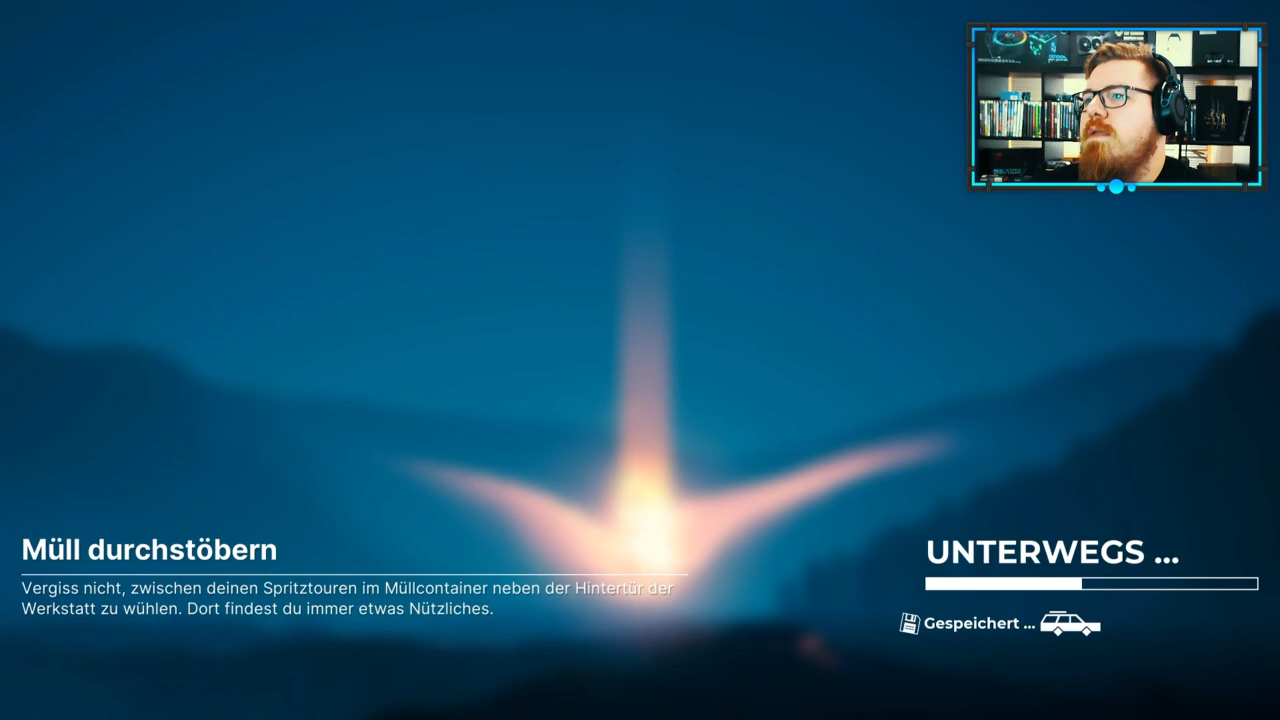 Müll durchstöbern
Vergiss nicht, zwischen deinen Spritztouren im Müllcontainer neben der Hintertür der
Werkstatt zu wühlen. Dort findest du immer etwas Nützliches.
UNTERWEGS ...
Gespeichert ...